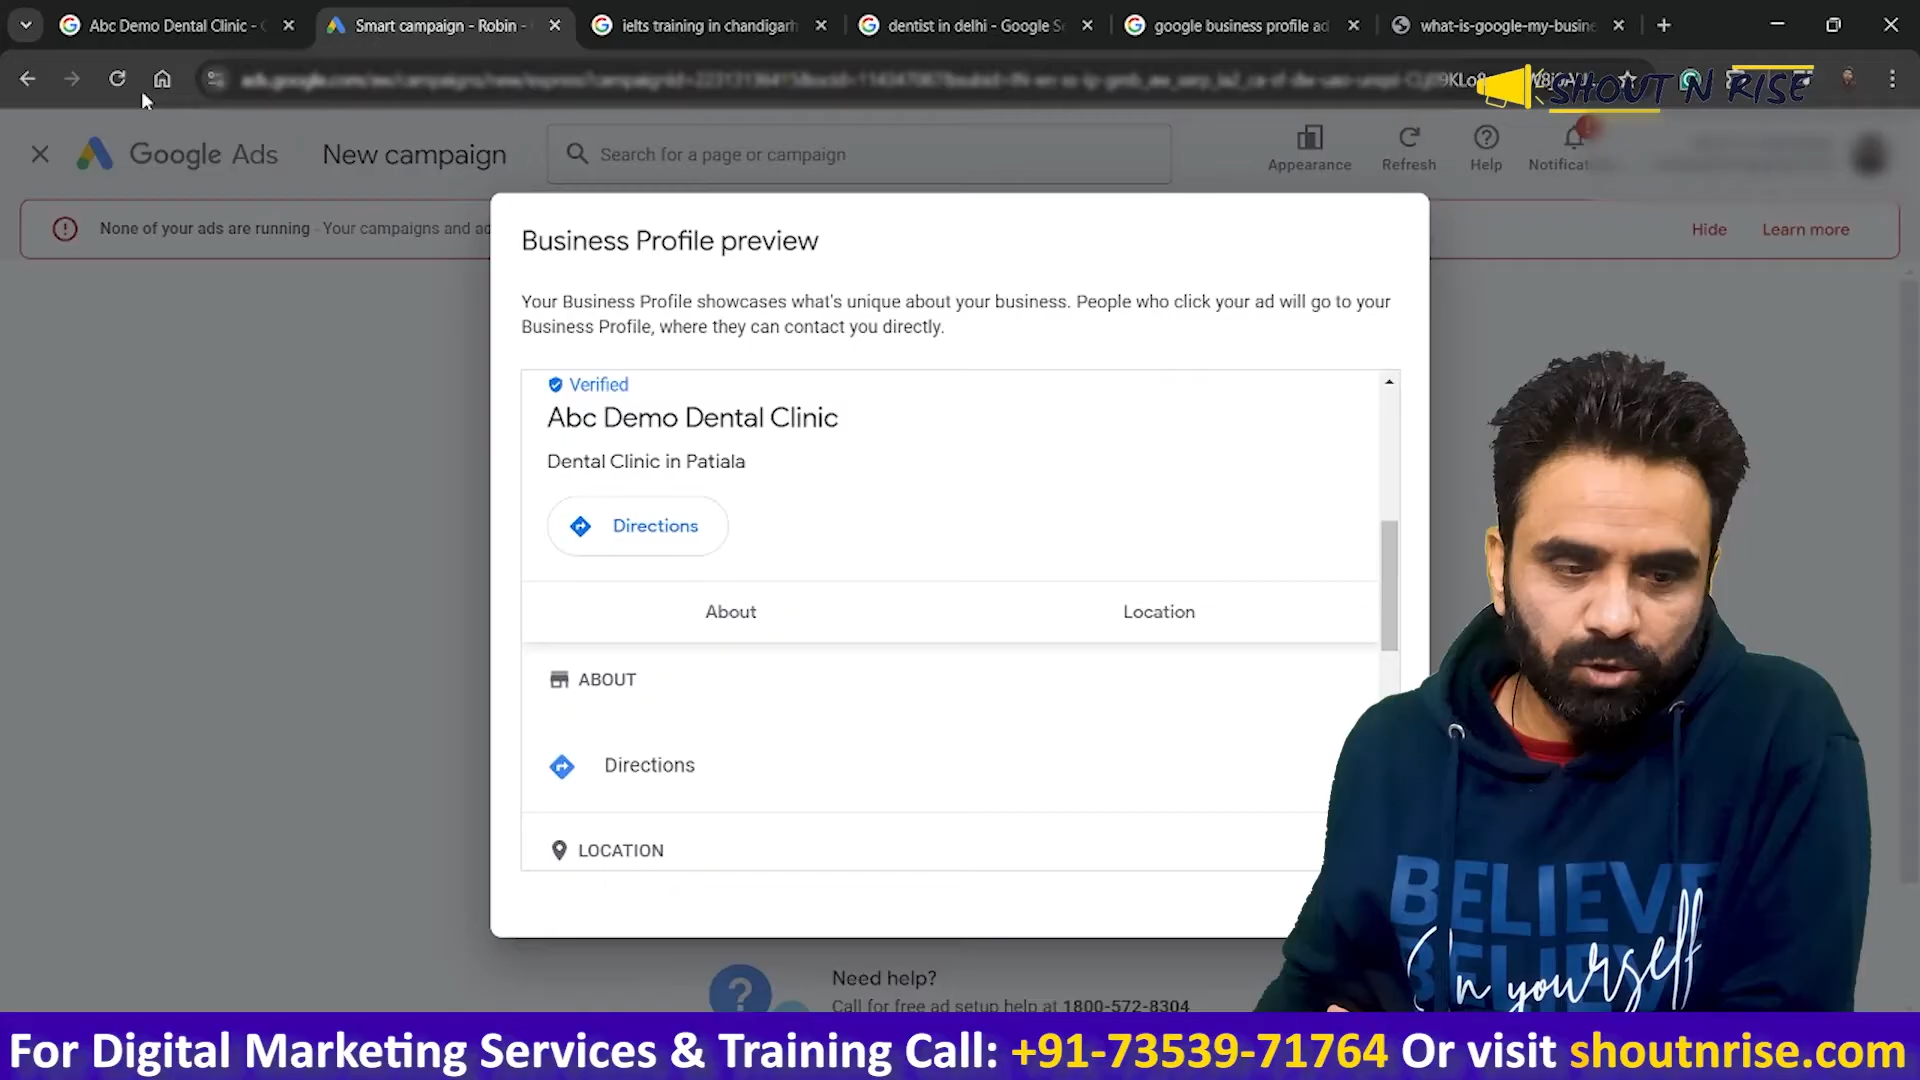 Abc Demo Dental Clinic -
Smart campaign - Robin -
ielts training in chandigarh
dentist in delhi - Google Se
google business profile ad
what-is-google-my-busine
SHOUT N RISE
Google Ads
New campaign
Search for a page or campaign
Appearance
Refresh
Help
Notificat
None of your ads are running - Your campaigns and ad
Hide
Learn more
Business Profile preview
Your Business Profile showcases what's unique about your business. People who click your ad will go to your
Business Profile, where they can contact you directly.
Verified
Abc Demo Dental Clinic
Dental Clinic in Patiala
Directions
About
Location
ABOUT
Directions
LOCATION
BELIEVE
In yourself
Need help?
Call for free ad setup help at 1800-572-8304
For Digital Marketing Services & Training Call: +91-73539-71764 Or visit shoutnrise.com